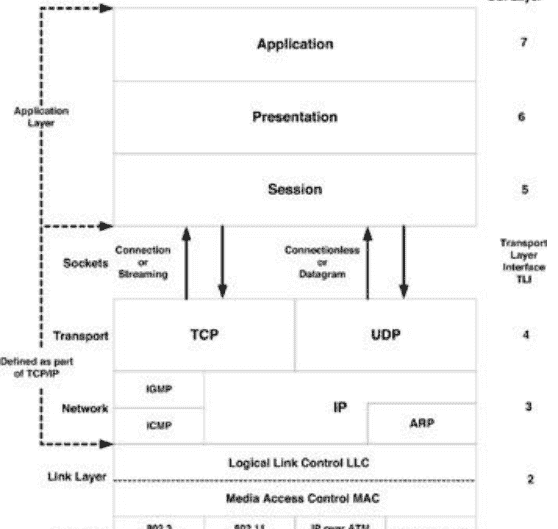 Application
7
Application
Layer
Presentation
6
Session
5
Sockets
Connection
or
Streaming
Connectionless
or
Datagram
Transport
Layer
Interface
TLI
Transport
TCP
UDP
4
Defined as part
of TCP/IP
IGMP
Network
IP
3
ICMP
ARP
Logical Link Control LLC
Link Layer
2
Media Access Control MAC
802.3
802.11
IP over ATM